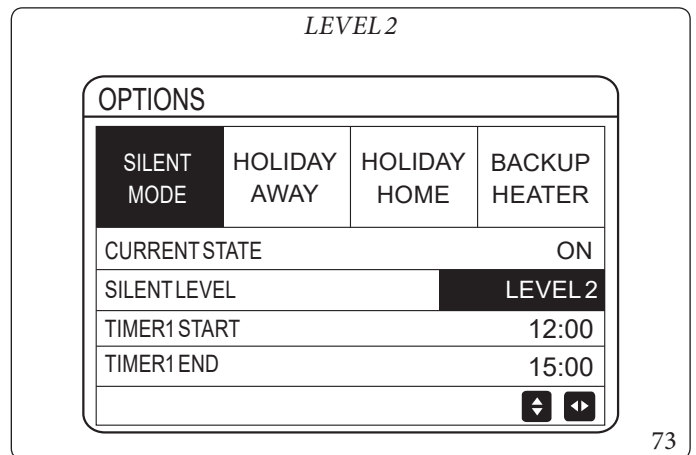 LEVEL 2
OPTIONS
SILENT MODE
HOLIDAY AWAY
HOLIDAY HOME
BACKUP HEATER
CURRENT STATE ON
SILENT LEVEL LEVEL 2
TIMER1 START 12:00
TIMER1 END 15:00
73